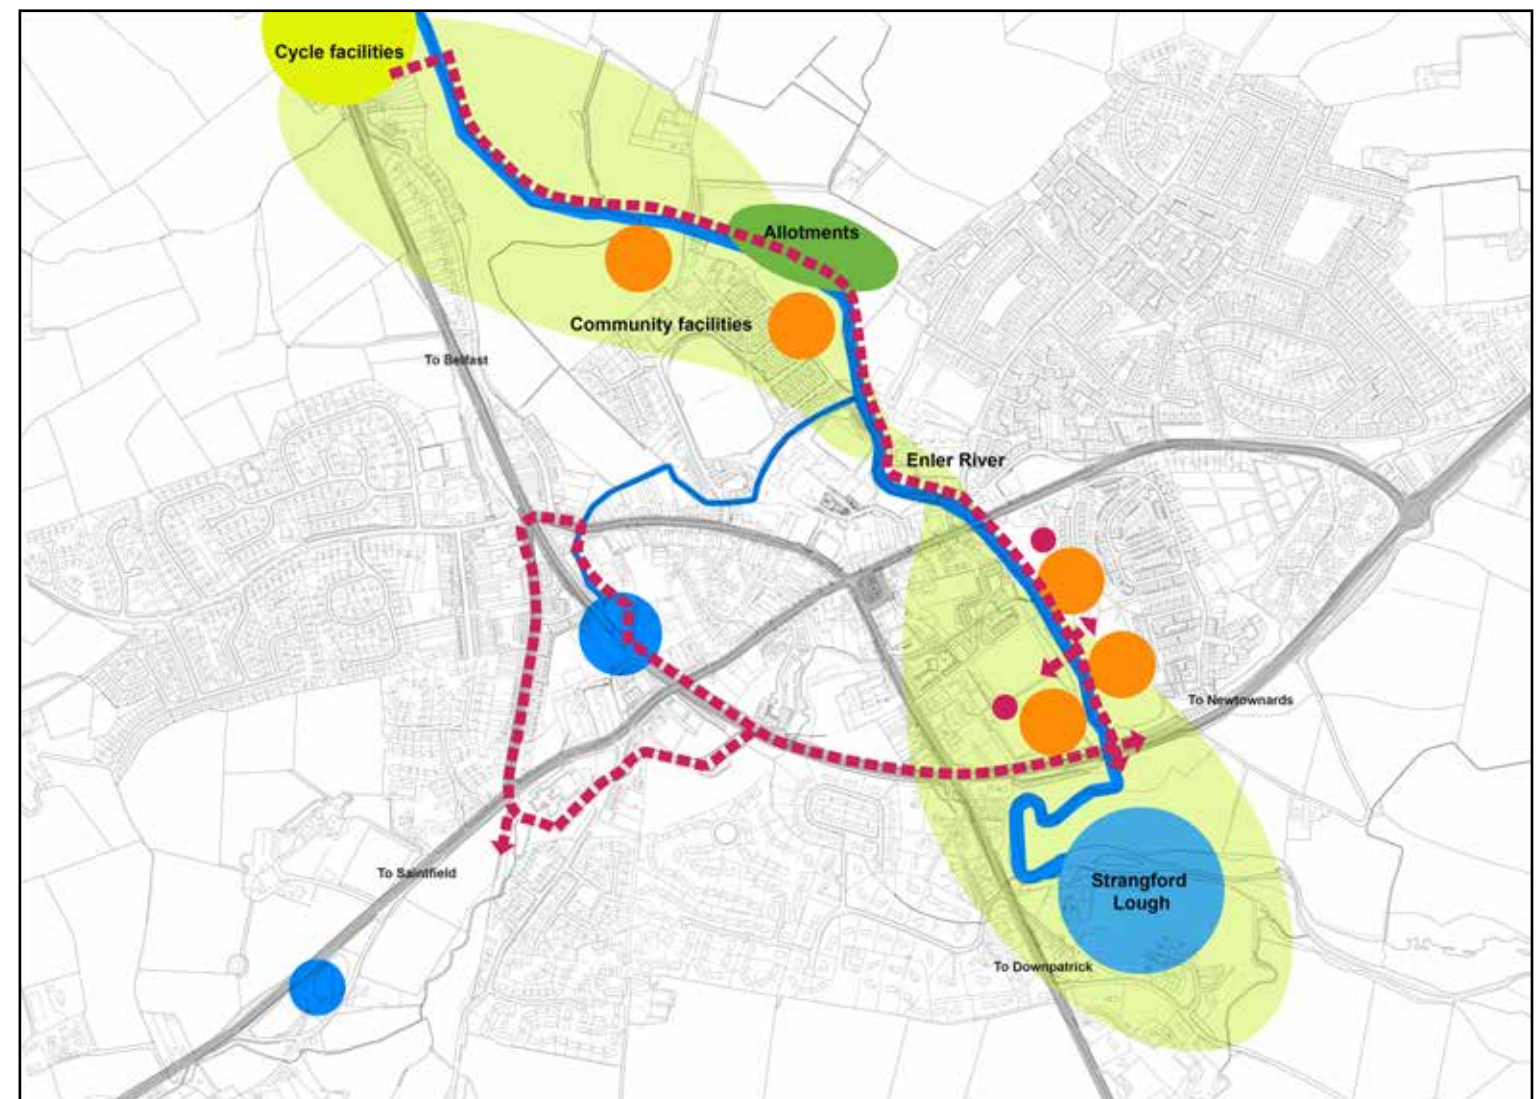 Cycle facilities
Allotments
Community facilities
To Belfast
Enler River
To Newtownards
To Saintfield
Strangford
Lough
To Downpatrick